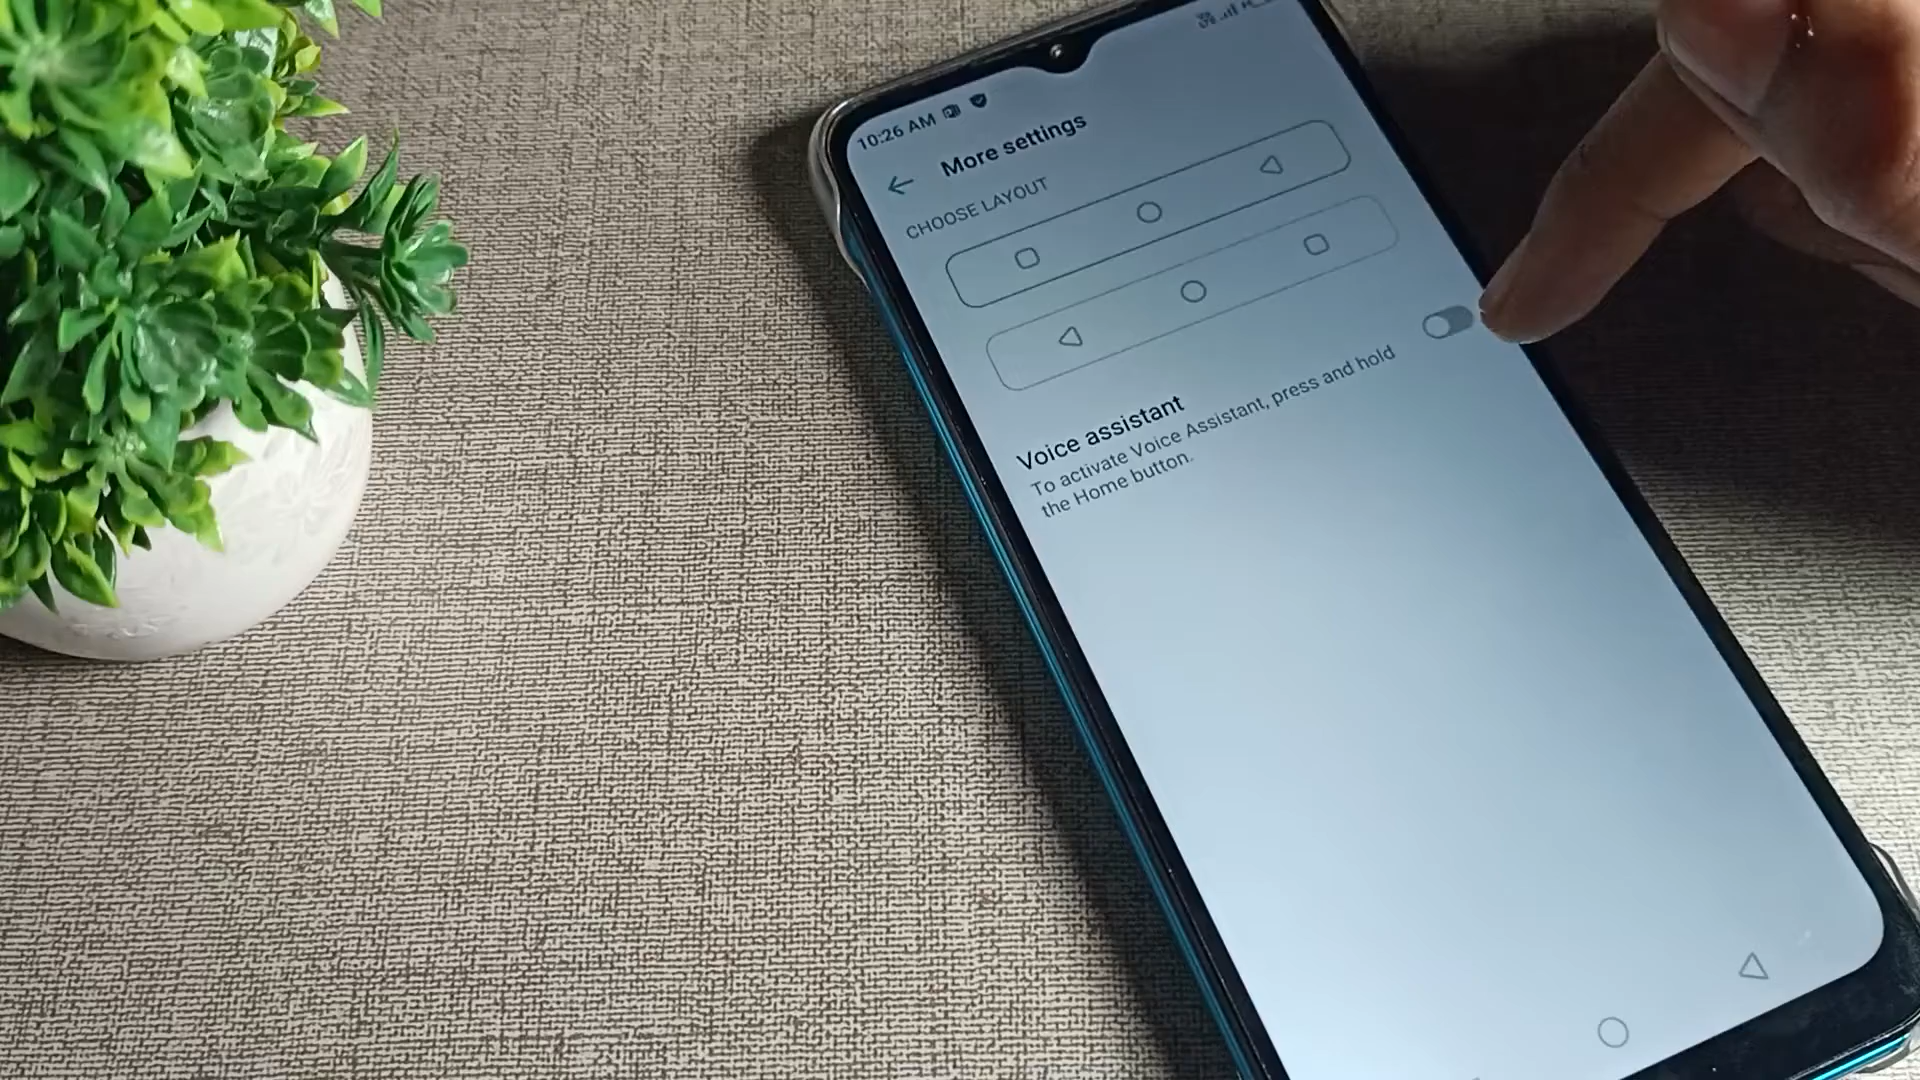 10:26 AM
More settings
CHOOSE LAYOUT
Voice assistant
To activate Voice Assistant, press and hold
the Home button.